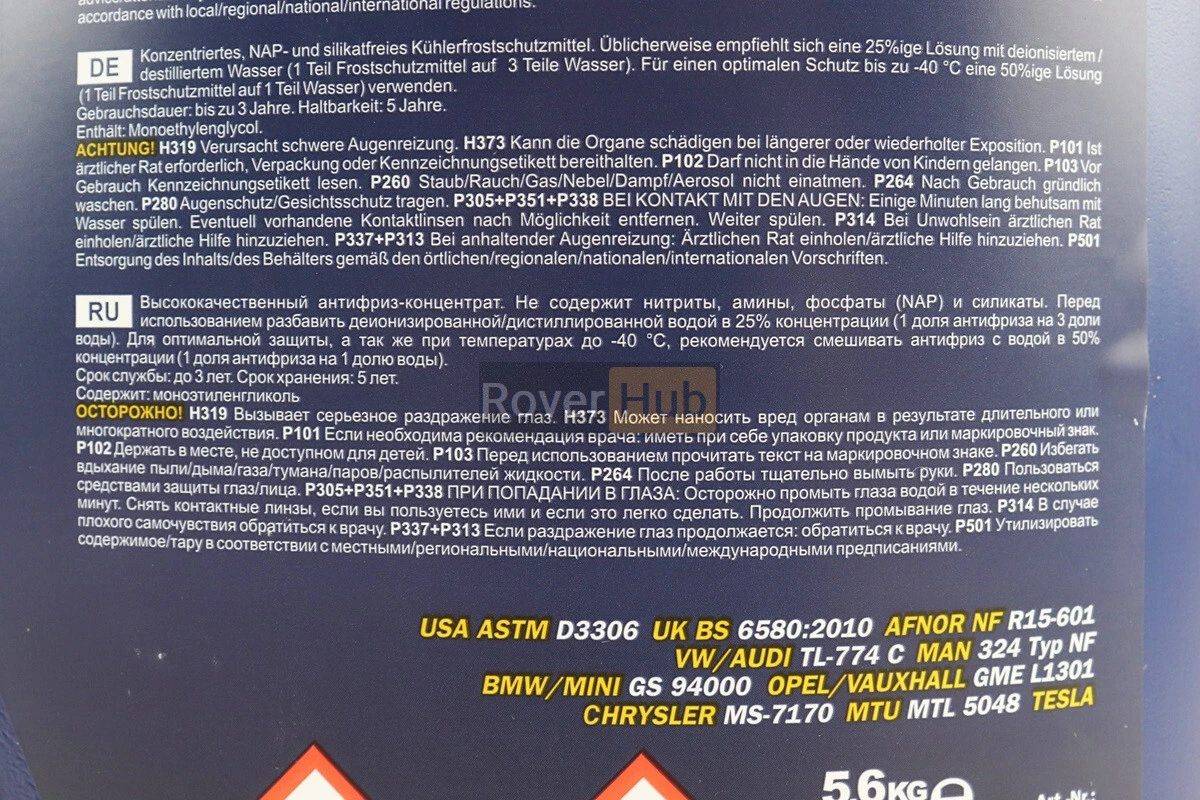 accordance with local/regional/national/international regulations.
DE Konzentriertes, NAP- und silikatfreies Kühlerfrostschutzmittel. Üblicherweise empfiehlt sich eine 25%ige Lösung mit deionisiertem/
destilliertem Wasser (1 Teil Frostschutzmittel auf 3 Teile Wasser). Für einen optimalen Schutz bis zu -40 °C eine 50%ige Lösung
(1 Teil Frostschutzmittel auf 1 Teil Wasser) verwenden.
Gebrauchsdauer: bis zu 3 Jahre. Haltbarkeit: 5 Jahre.
Enthält: Monoethylenglycol.
ACHTUNG! H319 Verursacht schwere Augenreizung. H373 Kann die Organe schädigen bei längerer oder wiederholter Exposition. P101 Ist
ärztlicher Rat erforderlich, Verpackung oder Kennzeichnungsetikett bereithalten. P102 Darf nicht in die Hände von Kindern gelangen. P103 Vor
Gebrauch Kennzeichnungsetikett lesen. P260 Staub/Rauch/Gas/Nebel/Dampf/Aerosol nicht einatmen. P264 Nach Gebrauch gründlich
waschen. P280 Augenschutz/Gesichtsschutz tragen. P305+P351+P338 BEI KONTAKT MIT DEN AUGEN: Einige Minuten lang behutsam mit
Wasser spülen. Eventuell vorhandene Kontaktlinsen nach Möglichkeit entfernen. Weiter spülen. P314 Bei Unwohlsein ärztlichen Rat
einholen/ärztliche Hilfe hinzuziehen. P337+P313 Bei anhaltender Augenreizung: Ärztlichen Rat einholen/ärztliche Hilfe hinzuziehen. P501
Entsorgung des Inhalts/des Behälters gemäß den örtlichen/regionalen/nationalen/internationalen Vorschriften.
RU Высококачественный антифриз-концентрат. Не содержит нитриты, амины, фосфаты (NAP) и силикаты. Перед
использованием разбавить деионизированной/дистиллированной водой в 25% концентрации (1 доля антифриза на 3 доли
воды). Для оптимальной защиты, а так же при температурах до -40 °C, рекомендуется смешивать антифриз с водой в 50%
концентрации (1 доля антифриза на 1 долю воды).
Срок службы: до 3 лет. Срок хранения: 5 лет.
Содержит: моноэтиленгликоль
Rover Hub
ОСТОРОЖНО! H319 Вызывает серьезное раздражение глаз. H373 Может наносить вред органам в результате длительного или
многократного воздействия. P101 Если необходима рекомендация врача: иметь при себе упаковку продукта или маркировочный знак.
P102 Держать в месте, не доступном для детей. P103 Перед использованием прочитать текст на маркировочном знаке. P260 Избегать
вдыхание пыли/дыма/газа/тумана/паров/распылителей жидкости. P264 После работы тщательно вымыть руки. P280 Пользоваться
средствами защиты глаз/лица. P305+P351+P338 ПРИ ПОПАДАНИИ В ГЛАЗА: Осторожно промыть глаза водой в течение нескольких
минут. Снять контактные линзы, если вы пользуетесь ими и если это легко сделать. Продолжить промывание глаз. P314 В случае
плохого самочувствия обратиться к врачу. P337+P313 Если раздражение глаз продолжается: обратиться к врачу. P501 Утилизировать
содержимое/тару в соответствии с местными/региональными/национальными/международными предписаниями.
USA ASTM D3306 UK BS 6580:2010 AFNOR NF R15-601
VW/AUDI TL-774 C MAN 324 Typ NF
BMW/MINI GS 94000 OPEL/VAUXHALL GME L1301
CHRYSLER MS-7170 MTU MTL 5048 TESLA
5,6KG
Art.-Nr.: